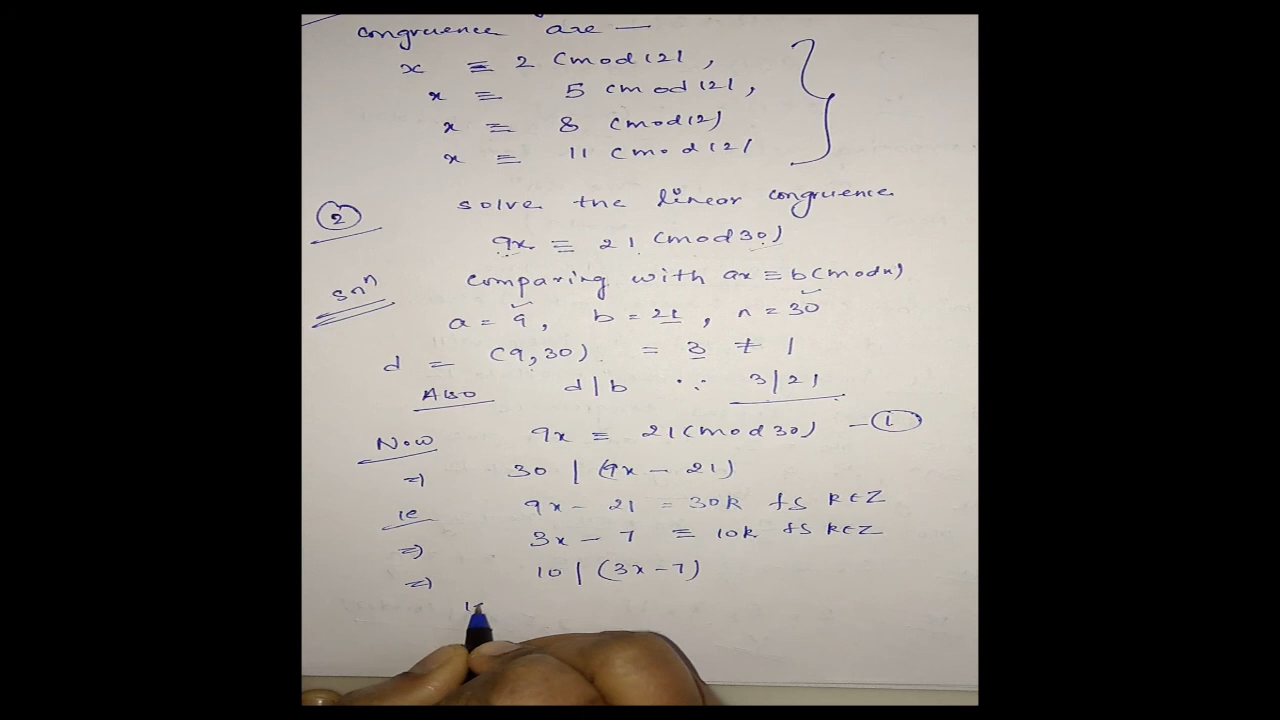 congruence are —
x ≡ 2 (mod 12),
x ≡ 5 (mod 12),
x ≡ 8 (mod 12)
x ≡ 11 (mod 12)
② solve the linear congruence
9x ≡ 21 (mod 30)
Solⁿ comparing with ax ≡ b (mod n)
a = 9, b = 21, n = 30
d = (9, 30) = 3 ≠ 1
Also d | b ∵ 3 | 21
Now 9x ≡ 21 (mod 30) — ①
⇒ 30 | (9x − 21)
ie 9x − 21 = 30k fs k ∈ Z
⇒ 3x − 7 = 10k fs k ∈ Z
⇒ 10 | (3x − 7)